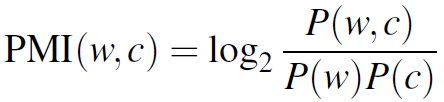 PMI(w,c) = log₂ P(w,c) / P(w)P(c)